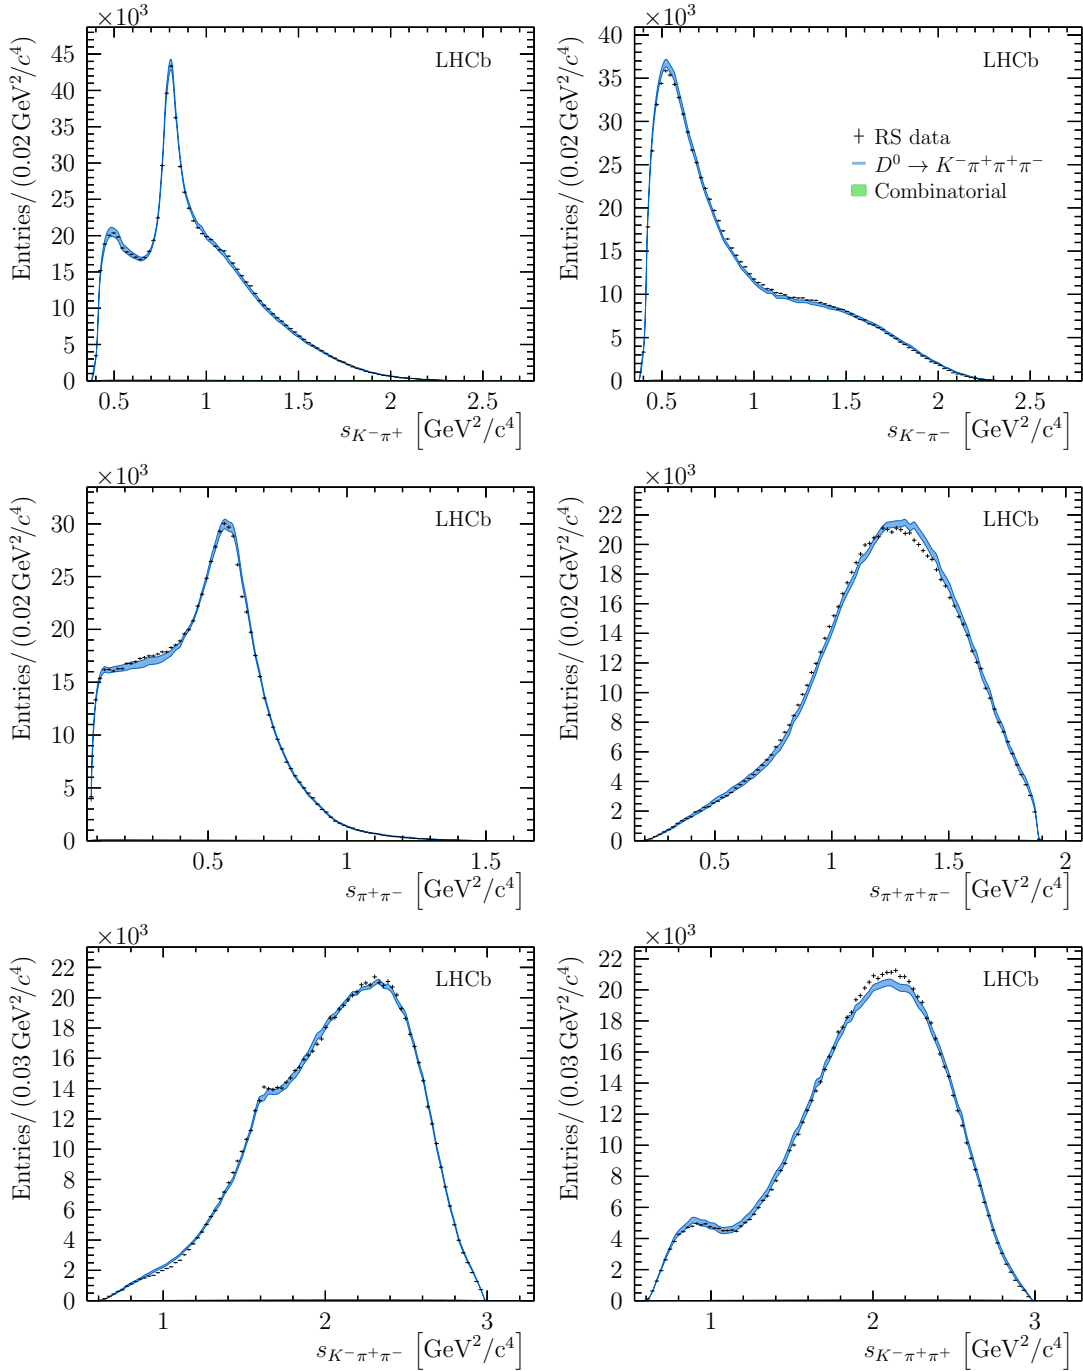 ×10³
Entries/ (0.02 GeV²/c⁴)
LHCb
45
40
35
30
25
20
15
10
5
0
0.5 1 1.5 2 2.5
s_{K⁻π⁺} [GeV²/c⁴]
×10³
Entries/ (0.02 GeV²/c⁴)
LHCb
RS data
D⁰ → K⁻π⁺π⁺π⁻
Combinatorial
40
35
30
25
20
15
10
5
0
0.5 1 1.5 2 2.5
s_{K⁻π⁻} [GeV²/c⁴]
×10³
Entries/ (0.02 GeV²/c⁴)
LHCb
30
25
20
15
10
5
0
0.5 1 1.5
s_{π⁺π⁻} [GeV²/c⁴]
×10³
Entries/ (0.02 GeV²/c⁴)
LHCb
22
20
18
16
14
12
10
8
6
4
2
0
0.5 1 1.5 2
s_{π⁺π⁺π⁻} [GeV²/c⁴]
×10³
Entries/ (0.03 GeV²/c⁴)
LHCb
22
20
18
16
14
12
10
8
6
4
2
0
1 2 3
s_{K⁻π⁺π⁻} [GeV²/c⁴]
×10³
Entries/ (0.03 GeV²/c⁴)
LHCb
22
20
18
16
14
12
10
8
6
4
2
0
1 2 3
s_{K⁻π⁺π⁺} [GeV²/c⁴]